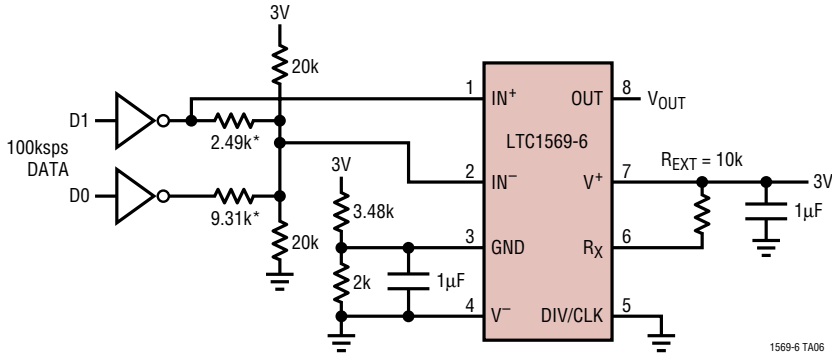 3V
20k
D1
2.49k*
100ksps
DATA
D0
9.31k*
20k
3V
3.48k
2k
1µF
1
IN+
2
IN–
3
GND
4
V–
LTC1569-6
OUT
8
VOUT
V+
7
REXT = 10k
3V
1µF
RX
6
DIV/CLK
5
1569-6 TA06